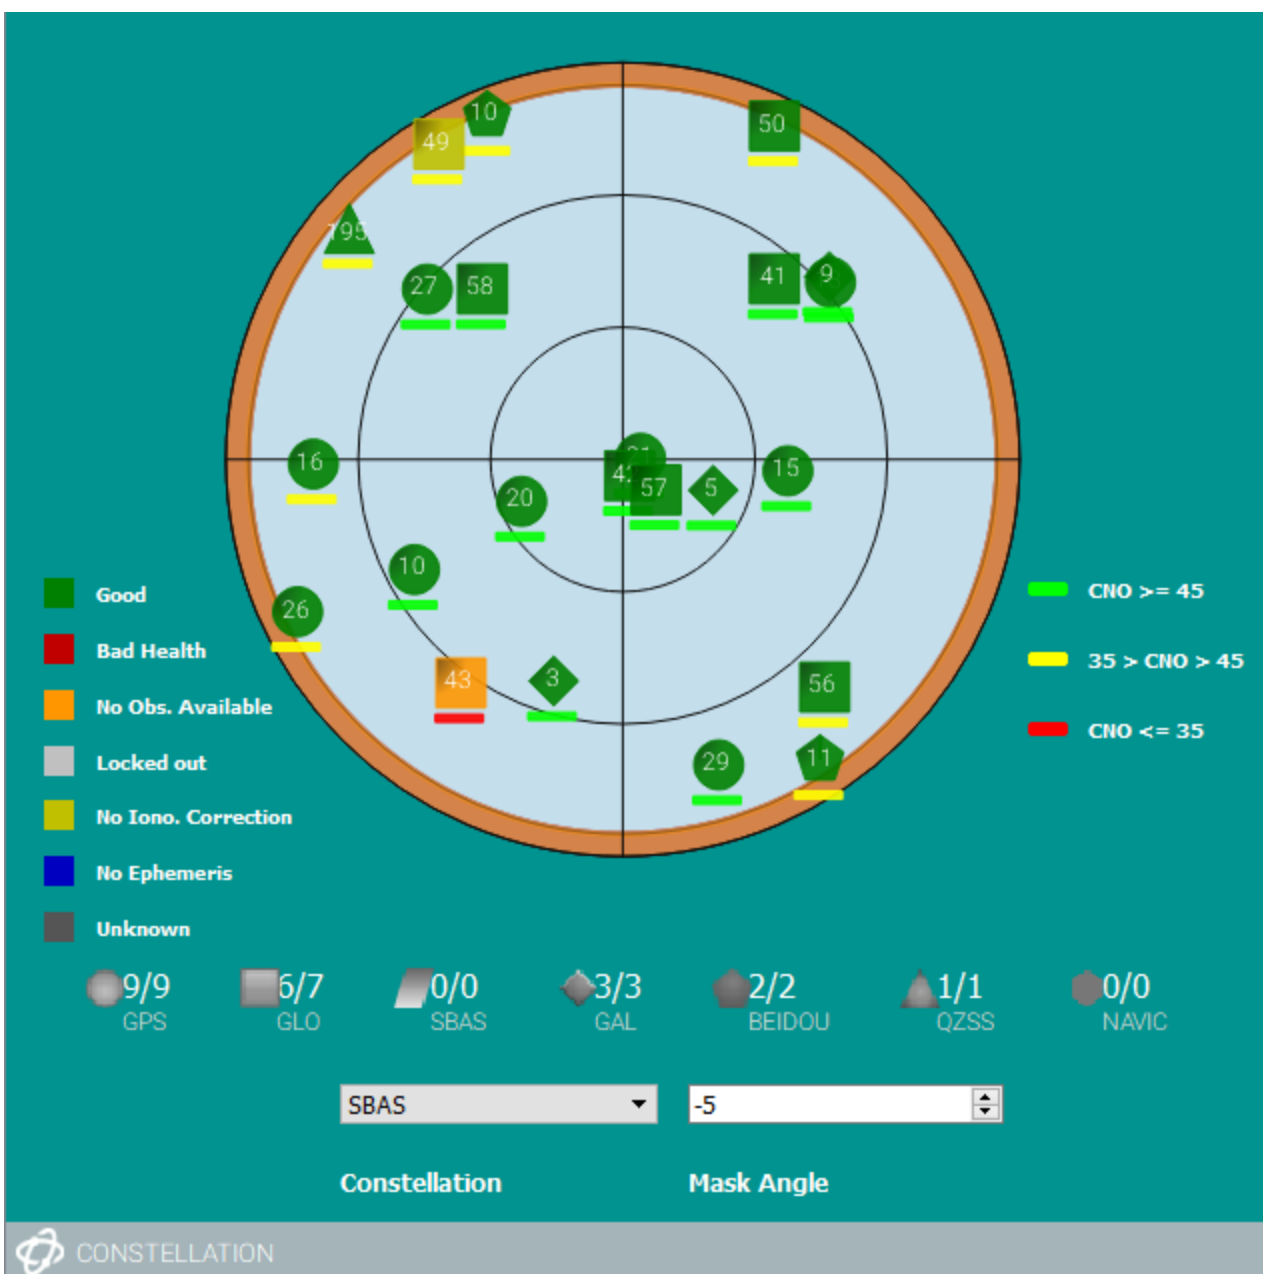 10
49
50
195
27
58
41
9
16
15
20
57
5
10
26
43
3
56
29
11
Good
Bad Health
No Obs. Available
Locked out
No Iono. Correction
No Ephemeris
Unknown
CNO >= 45
35 > CNO > 45
CNO <= 35
9/9
GPS
6/7
GLO
0/0
SBAS
3/3
GAL
2/2
BEIDOU
1/1
QZSS
0/0
NAVIC
SBAS
-5
Constellation
Mask Angle
CONSTELLATION